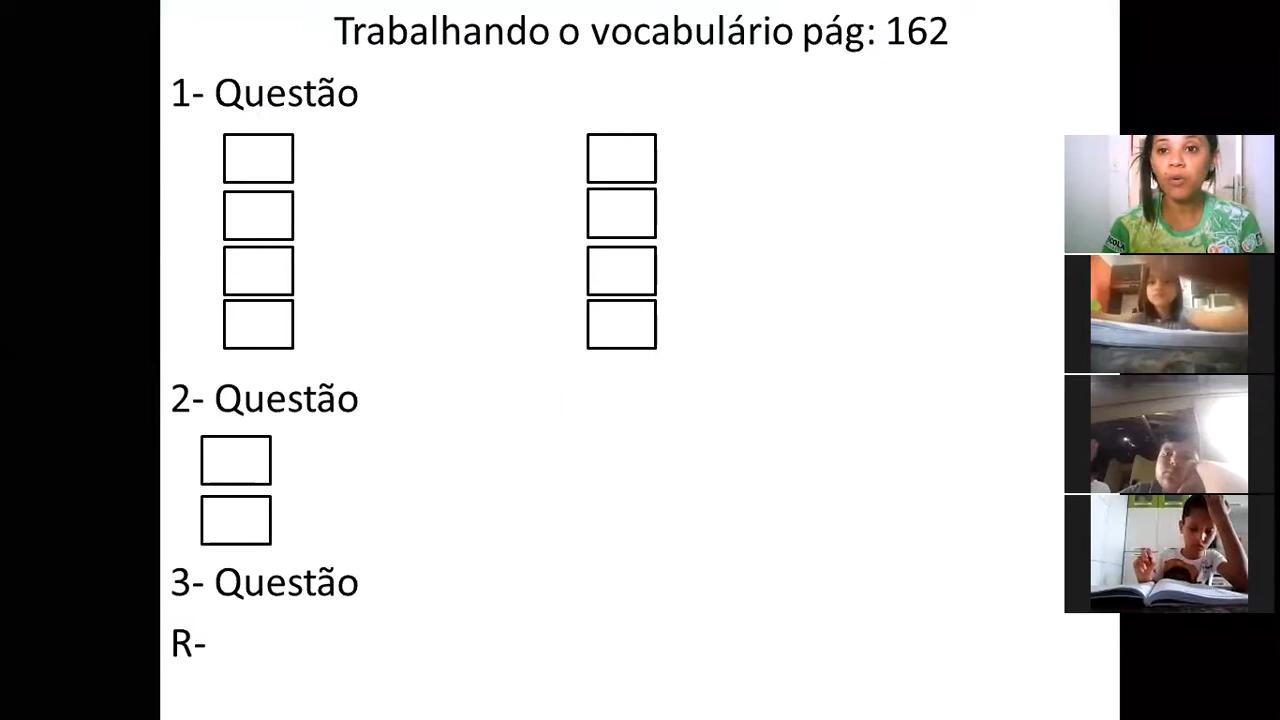 Trabalhando o vocabulário pág: 162
1- Questão
2- Questão
3- Questão
R-